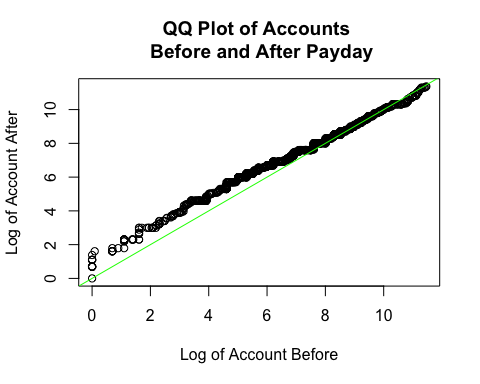 QQ Plot of Accounts
Before and After Payday
Log of Account After
10
8
6
4
2
0
0 2 4 6 8 10
Log of Account Before